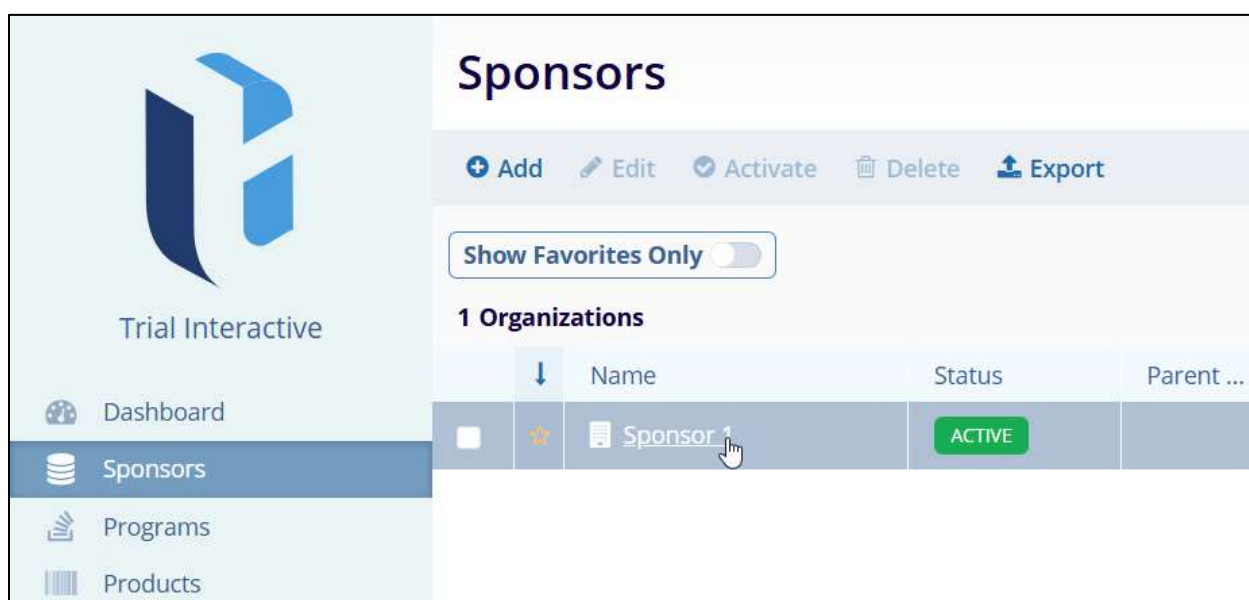 Sponsors
Add Edit Activate Delete Export
Show Favorites Only
1 Organizations
Trial Interactive
Name Status Parent ...
Dashboard
Sponsor 1 ACTIVE
Sponsors
Programs
Products